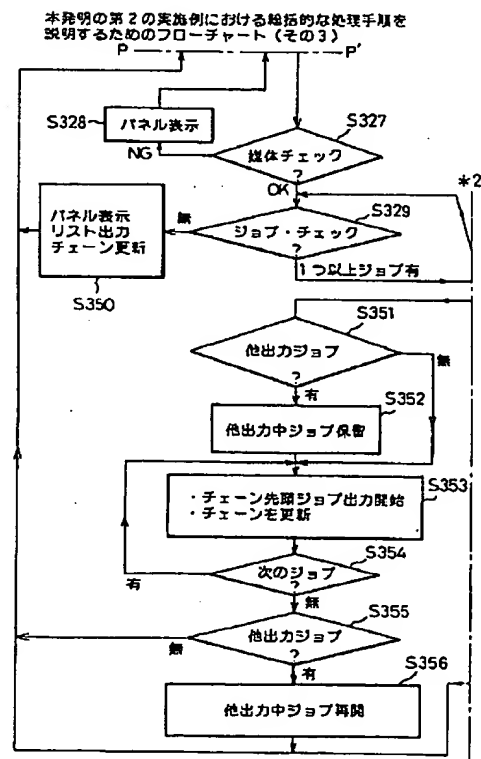 本発明の第2の実施例における総括的な処理手順を
説明するためのフローチャート(その3)
P
P'
S328
パネル表示
S327
NG
媒体チェック
?
OK
*2
S329
パネル表示
リスト出力
チェーン更新
無
ジョブ・チェック
?
1つ以上ジョブ有
S350
S351
他出力ジョブ
?
無
有
S352
他出力中ジョブ保留
S353
・チェーン先頭ジョブ出力開始
・チェーンを更新
S354
次のジョブ
?
有
無
S355
他出力ジョブ
?
無
有
S356
他出力中ジョブ再開